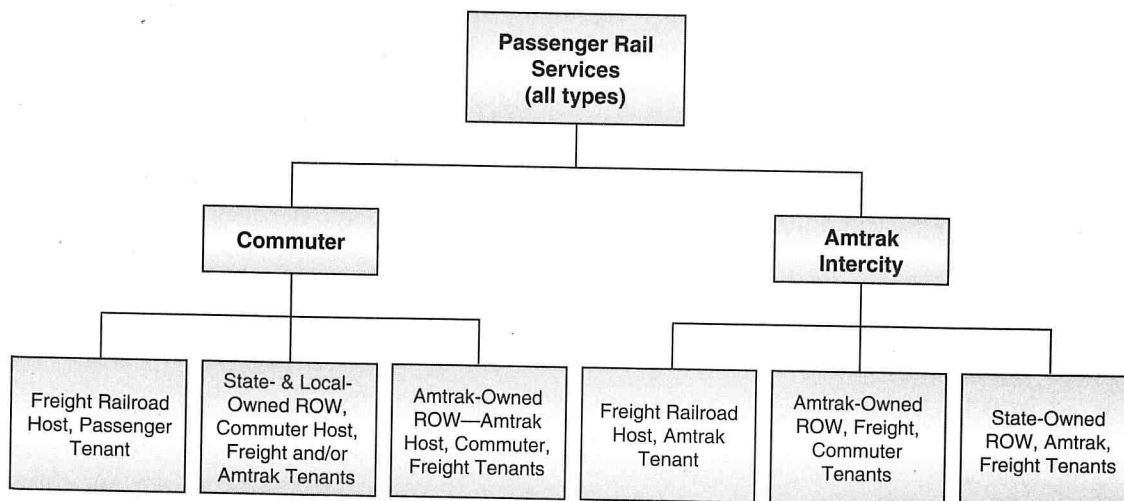 Passenger Rail
Services
(all types)
Commuter
Amtrak
Intercity
Freight Railroad
Host, Passenger
Tenant
State- & Local-
Owned ROW,
Commuter Host,
Freight and/or
Amtrak Tenants
Amtrak-Owned
ROW—Amtrak
Host, Commuter,
Freight Tenants
Freight Railroad
Host, Amtrak
Tenant
Amtrak-Owned
ROW, Freight,
Commuter
Tenants
State-Owned
ROW, Amtrak,
Freight Tenants